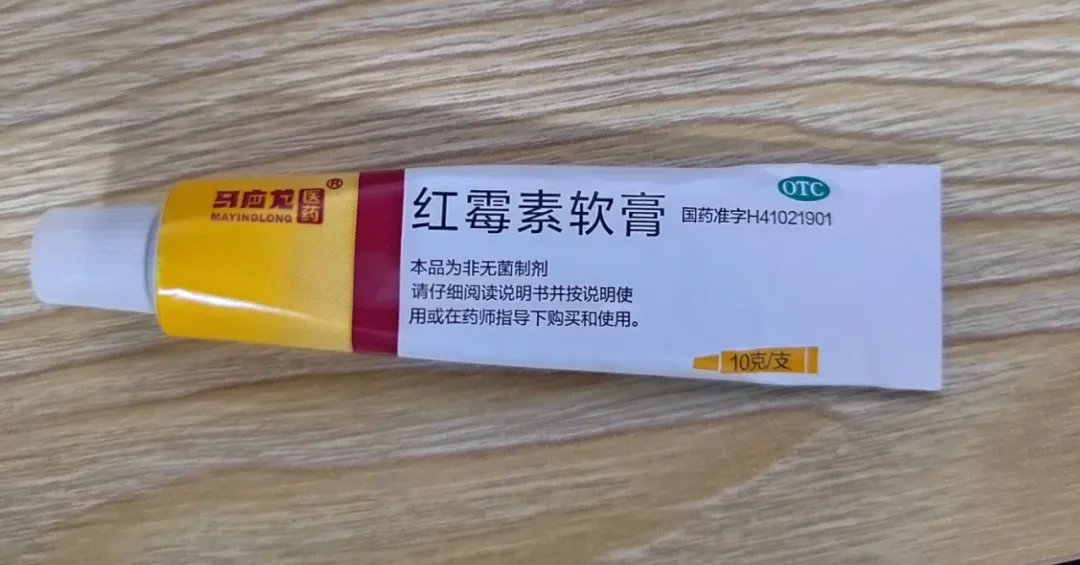 马应龙 医药 ®
MAYINGLONG
红霉素软膏
OTC
国药准字H41021901
本品为非无菌制剂
请仔细阅读说明书并按说明使
用或在药师指导下购买和使用。
10克/支